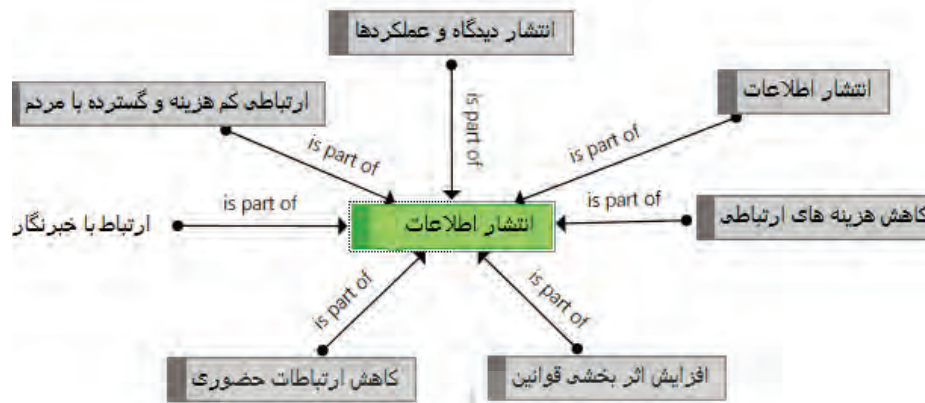 انتشار دیدگاه و عملکردها
ارتباطی کم هزینه و گسترده با مردم
انتشار اطلاعات
is part of
is part of
is part of
ارتباط با خبرنگار
is part of
انتشار اطلاعات
is part of
کاهش هزینه های ارتباطی
is part of
is part of
کاهش ارتباطات حضوری
افزایش اثر بخشی قوانین